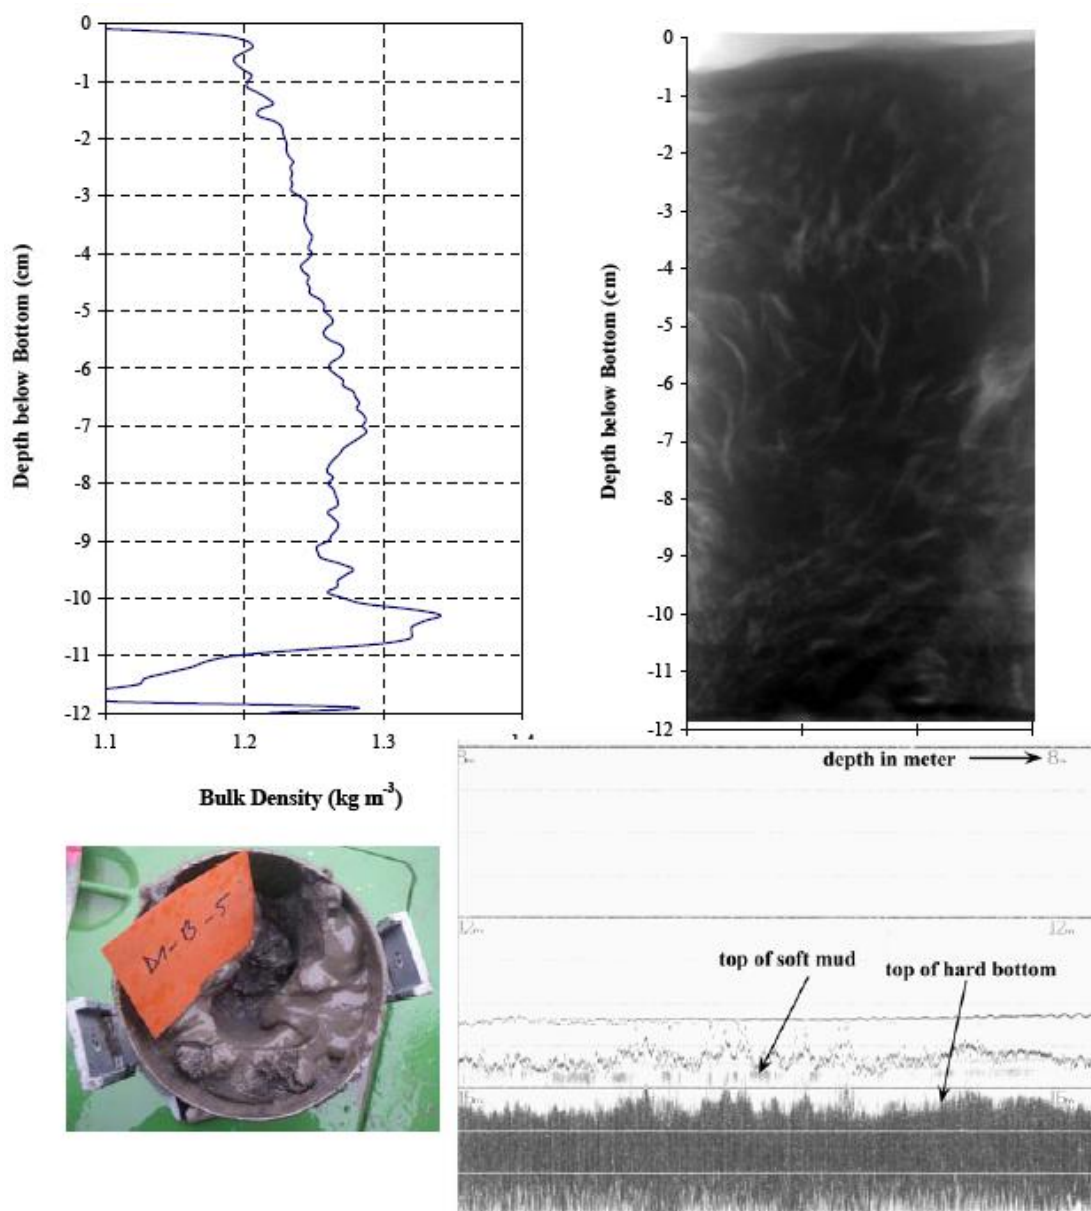 0
-1
-2
-3
-4
-5
-6
-7
-8
-9
-10
-11
-12
1.1
1.2
1.3
Depth below Bottom (cm)
Bulk Density (kg m-3)
0
-1
-2
-3
-4
-5
-6
-7
-8
-9
-10
-11
-12
Depth below Bottom (cm)
8m
depth in meter
8m
12m
12m
top of soft mud
top of hard bottom
16m